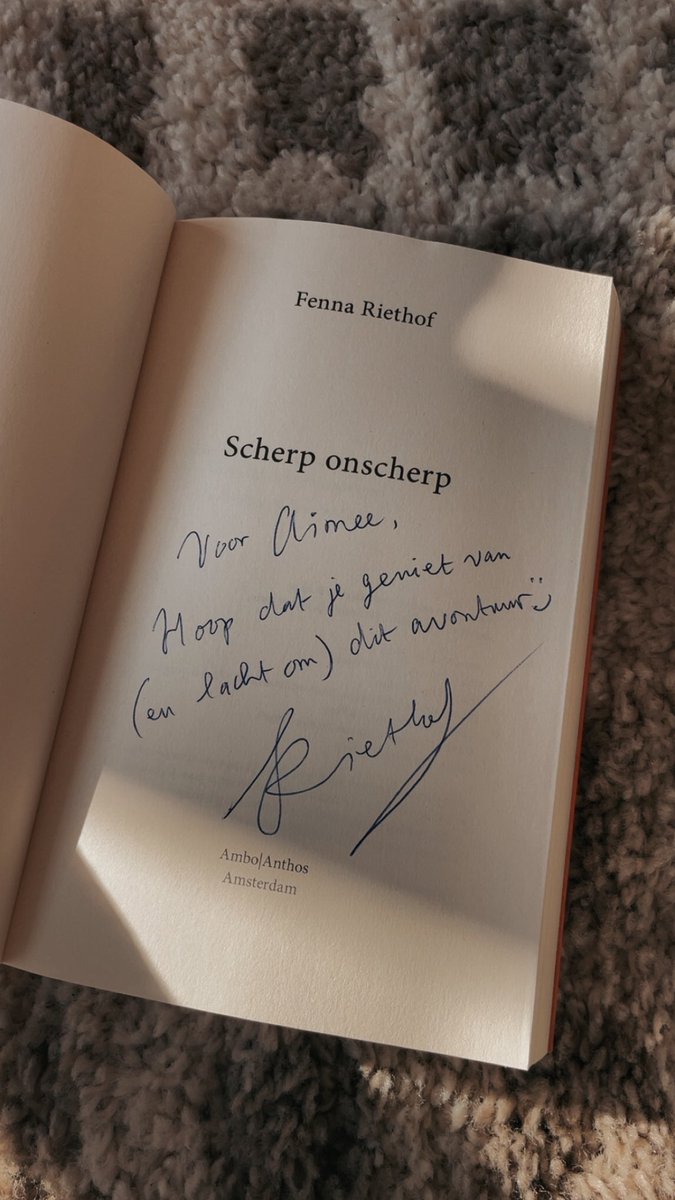 Fenna Riethof
Scherp onscherp
Voor Aimee,
Hoop dat je geniet van
(en lacht om) dit avontuur :)
FRiethof
Ambo|Anthos
Amsterdam